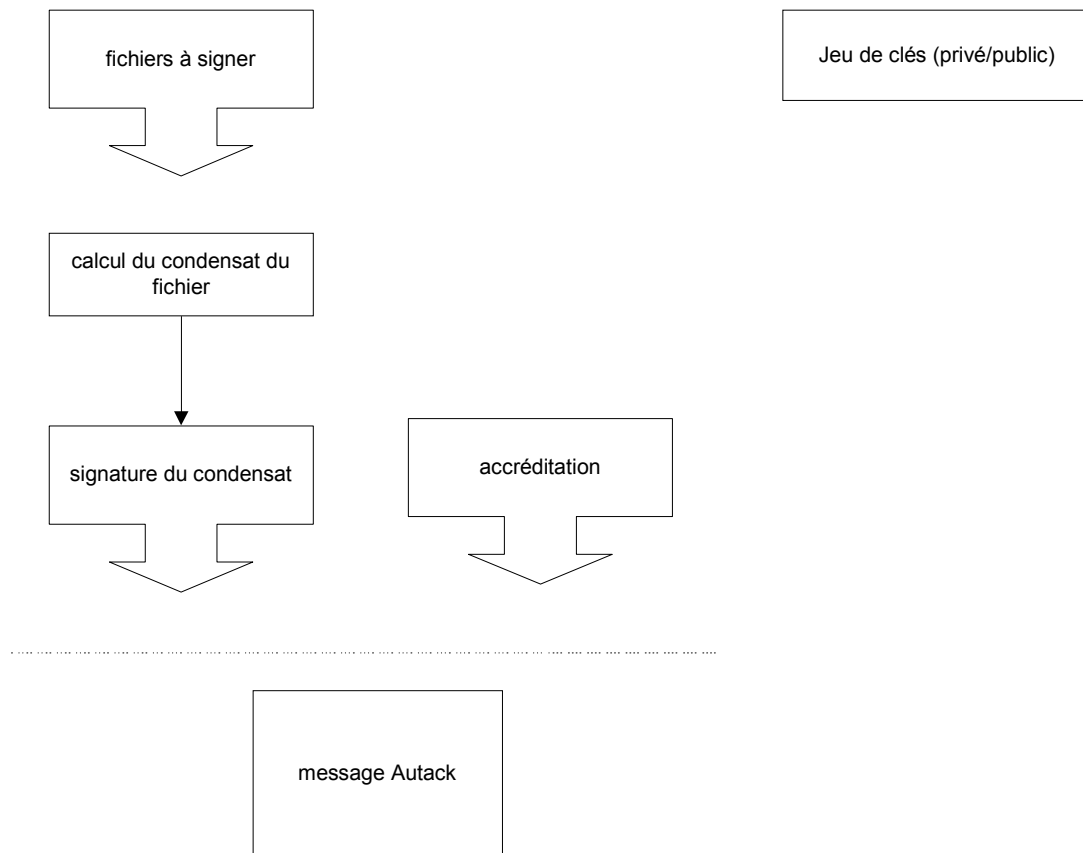 fichiers à signer
Jeu de clés (privé/public)
calcul du condensat du
fichier
signature du condensat
accréditation
message Autack